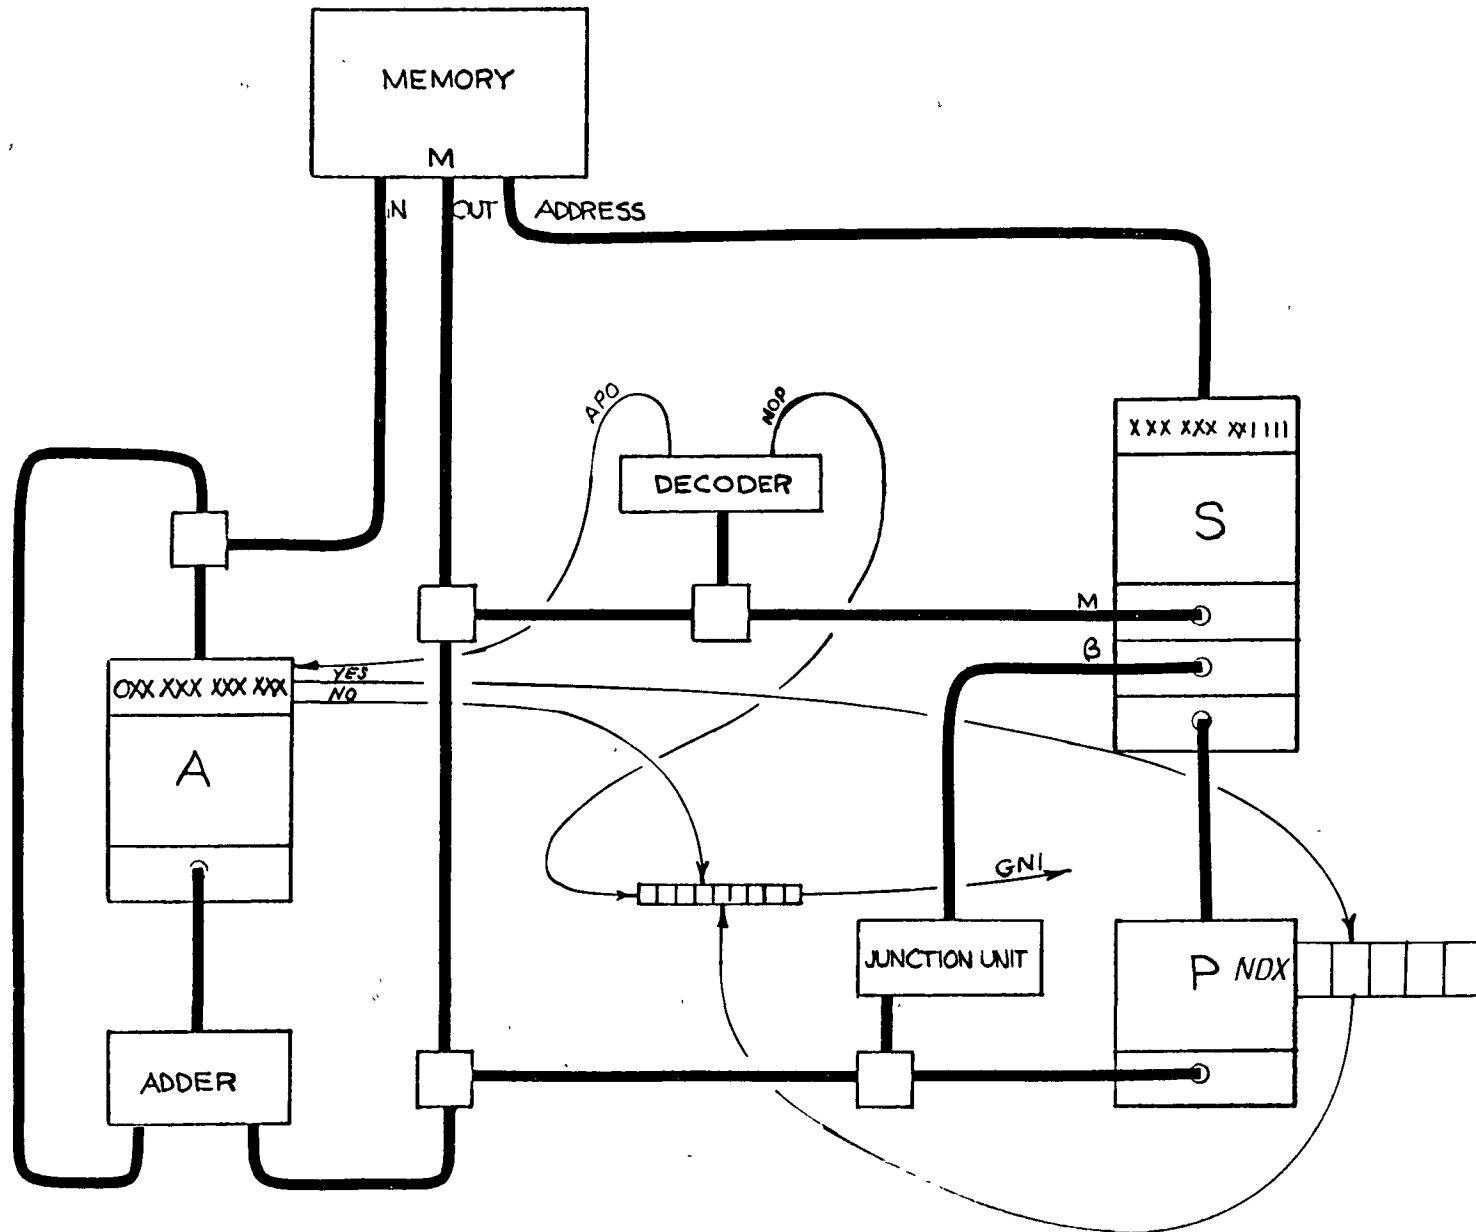 MEMORY
M
IN OUT ADDRESS
APO NOP
XXX XXX XX1111
DECODER
S
M
β
YES
0XX XXX XXX XXX
NO
A
GNI
JUNCTION UNIT
P NDX
ADDER